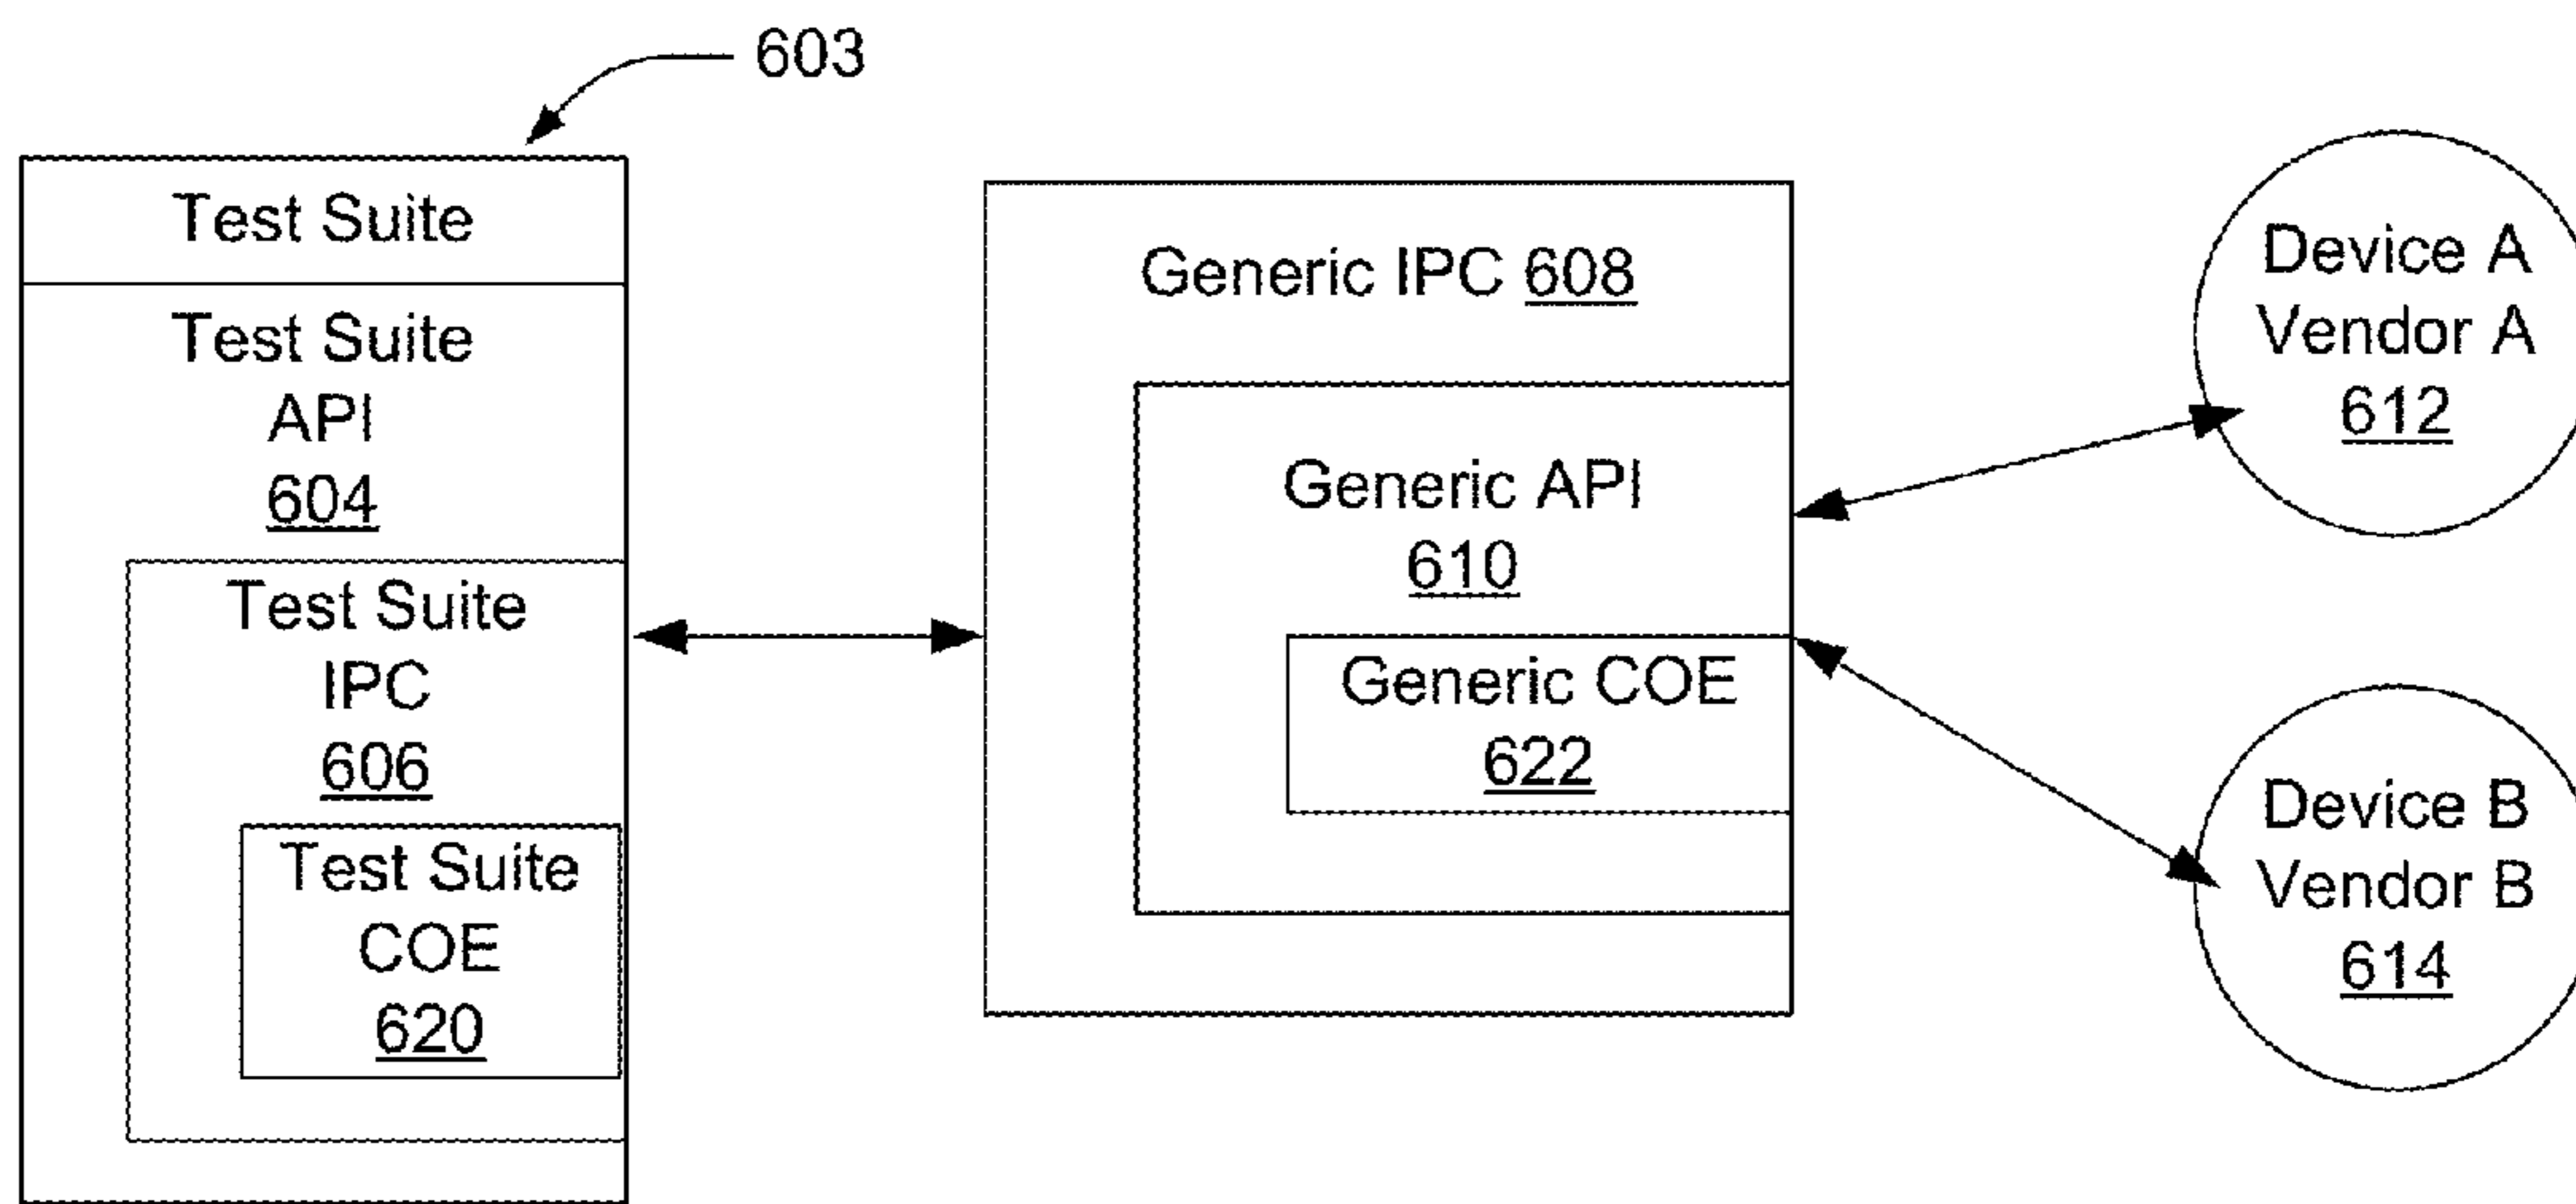 603
Test Suite
Test Suite
API
604
Test Suite
IPC
606
Test Suite
COE
620
Generic IPC 608
Generic API
610
Generic COE
622
Device A
Vendor A
612
Device B
Vendor B
614